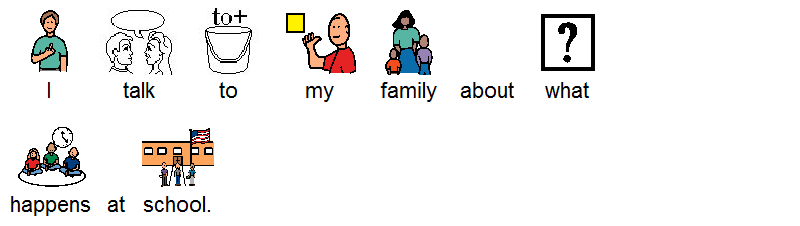 to+
?
I talk to my family about what
happens at school.